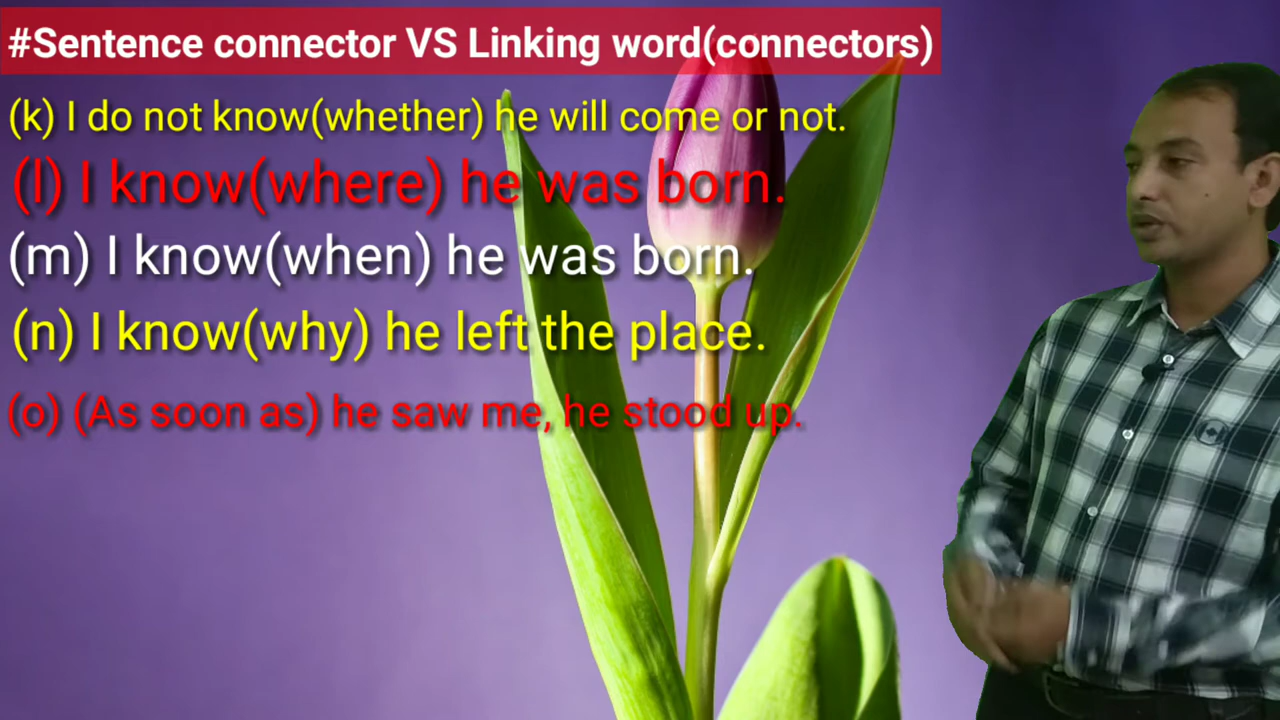 #Sentence connector VS Linking word(connectors)
(k) I do not know(whether) he will come or not.
(l) I know(where) he was born.
(m) I know(when) he was born.
(n) I know(why) he left the place.
(o) (As soon as) he saw me, he stood up.